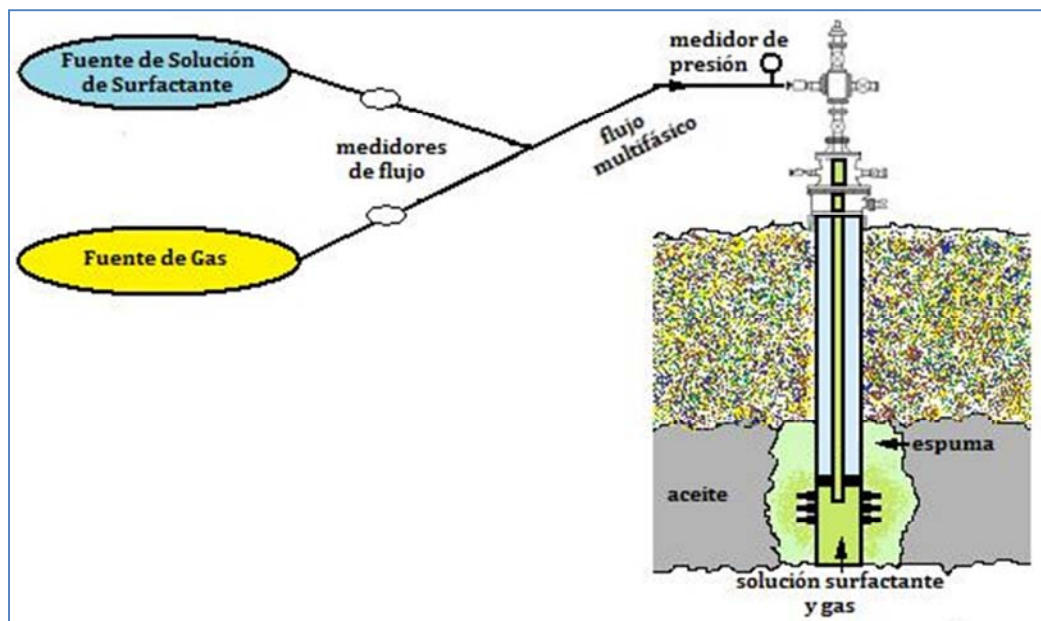 Fuente de Solución
de Surfactante
medidor de
presión
medidores
de flujo
flujo
multifásico
Fuente de Gas
espuma
aceite
solución surfactante
y gas